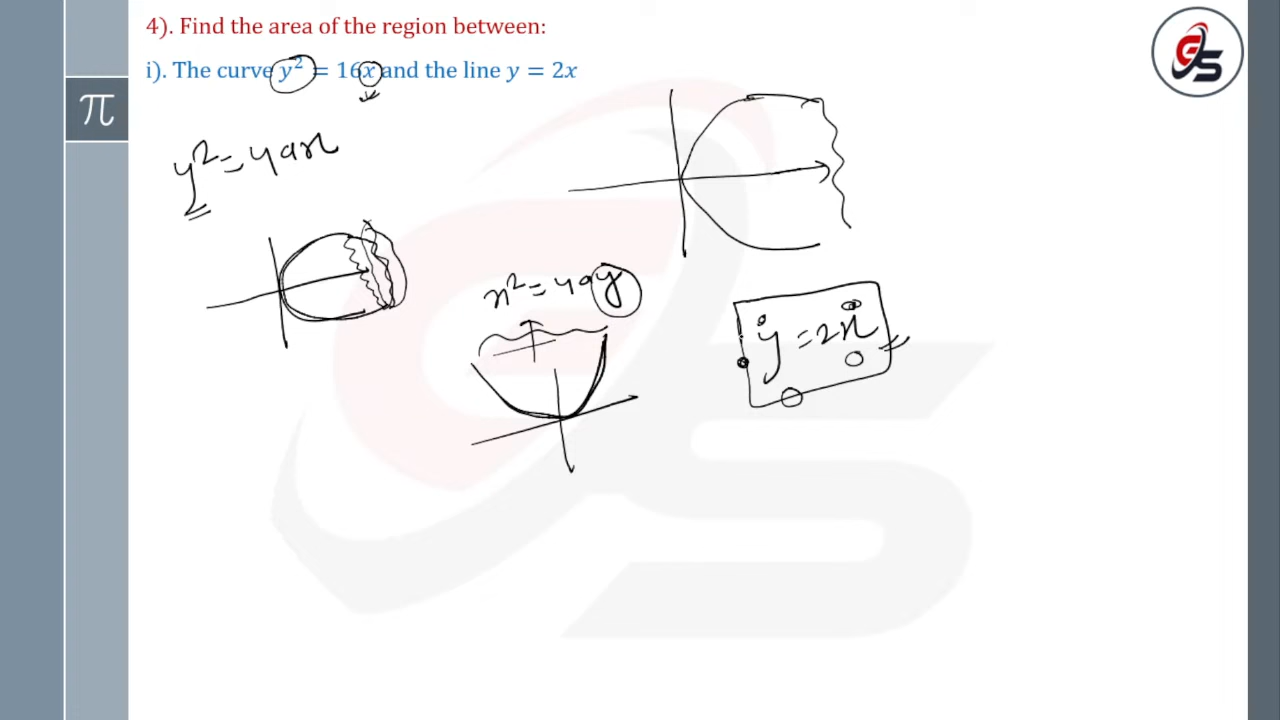 4). Find the area of the region between:
i). The curve y² = 16x and the line y = 2x
π
y² = 4ax
x² = 4ay
y = 2x
GS